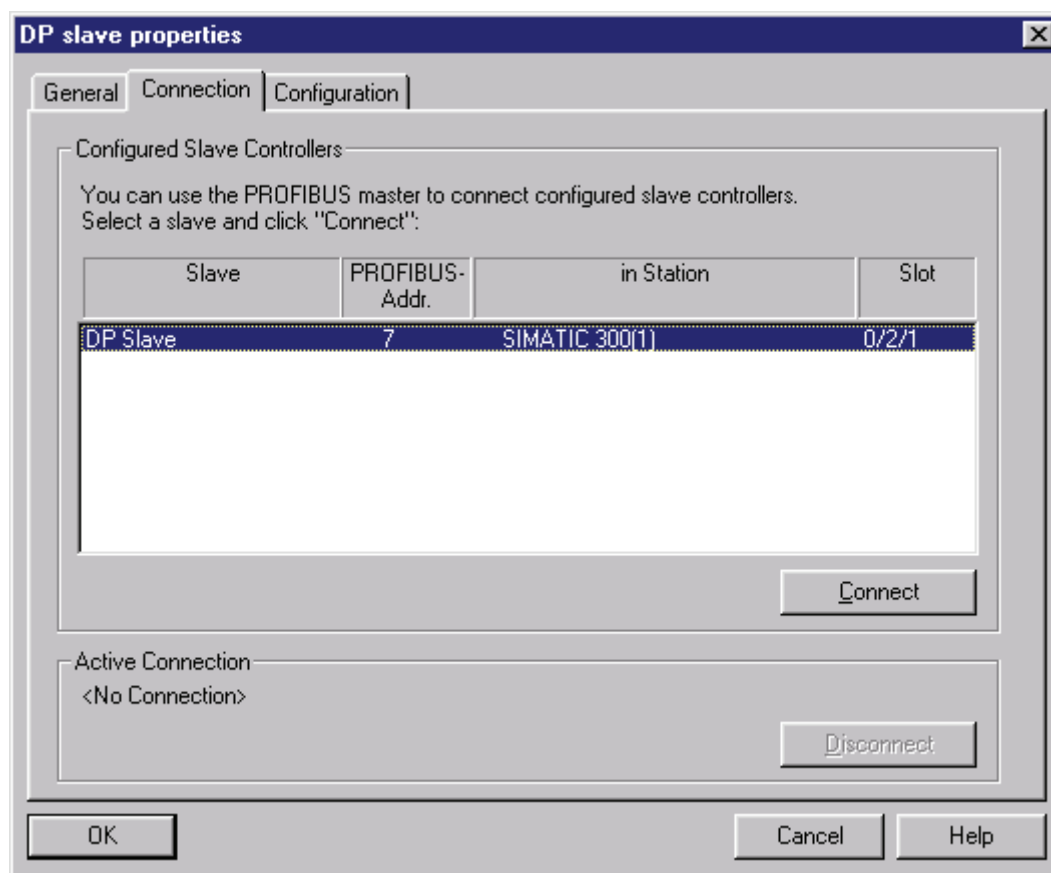 DP slave properties
General Connection Configuration
Configured Slave Controllers
You can use the PROFIBUS master to connect configured slave controllers.
Select a slave and click "Connect":
Slave PROFIBUS- in Station Slot
Addr.
DP Slave 7 SIMATIC 300(1) 0/2/1
Connect
Active Connection
<No Connection>
Disconnect
OK Cancel Help